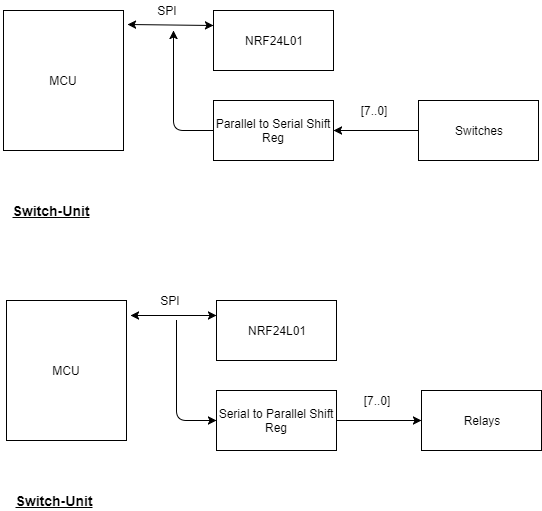 SPI
NRF24L01
MCU
[7..0]
Parallel to Serial Shift
Reg
Switches
Switch-Unit
SPI
NRF24L01
MCU
[7..0]
Serial to Parallel Shift
Reg
Relays
Switch-Unit